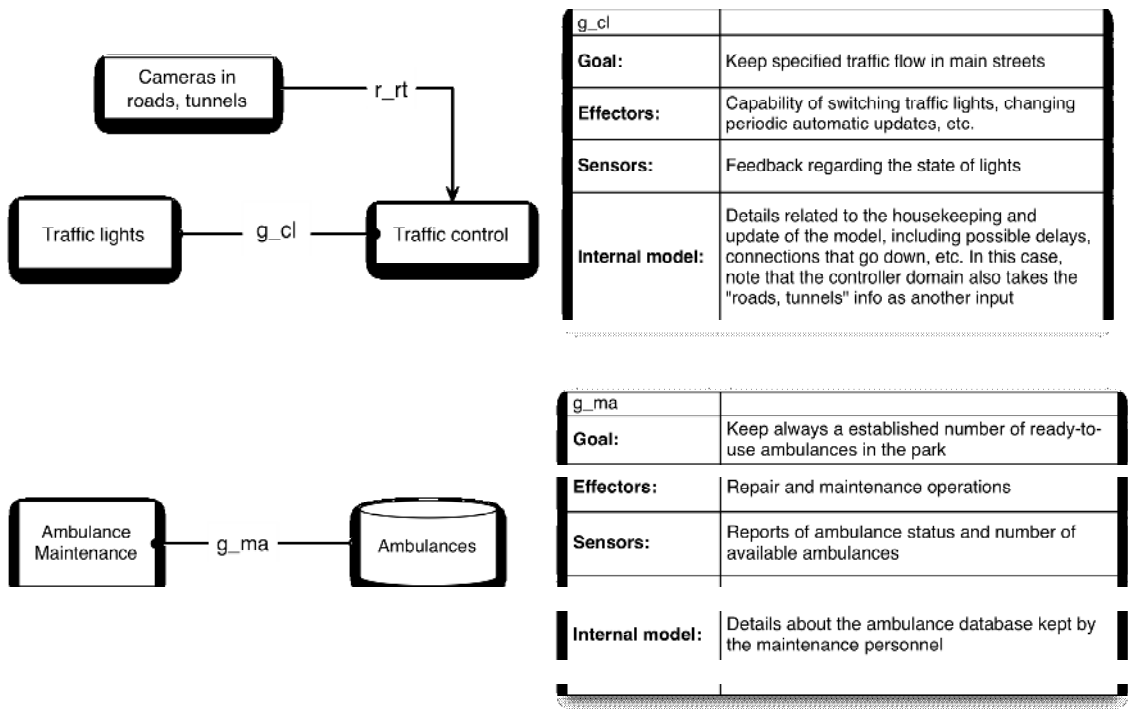 Cameras in
roads, tunnels
r_rt
Traffic lights
g_cl
Traffic control
g_cl
Goal:
Keep specified traffic flow in main streets
Effectors:
Capability of switching traffic lights, changing
periodic automatic updates, etc.
Sensors:
Feedback regarding the state of lights
Internal model:
Details related to the housekeeping and
update of the model, including possible delays,
connections that go down, etc. In this case,
note that the controller domain also takes the
"roads, tunnels" info as another input
Ambulance
Maintenance
g_ma
Ambulances
g_ma
Goal:
Keep always a established number of ready-to-
use ambulances in the park
Effectors:
Repair and maintenance operations
Sensors:
Reports of ambulance status and number of
available ambulances
Internal model:
Details about the ambulance database kept by
the maintenance personnel